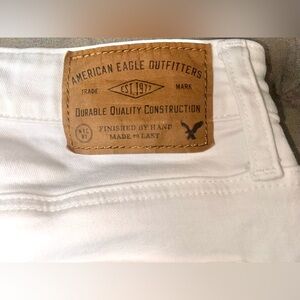 AMERICAN EAGLE OUTFITTERS
TRADE EST. 1977 MARK
DURABLE QUALITY CONSTRUCTION
FINISHED BY HAND
MADE TO LAST